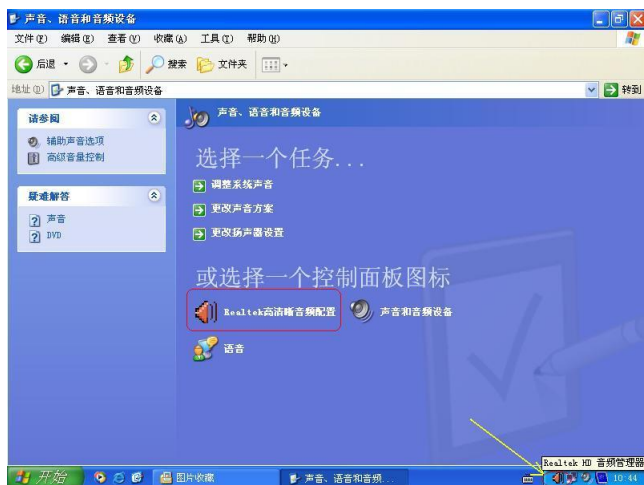 声音、语音和音频设备
文件(F) 编辑(E) 查看(V) 收藏(A) 工具(T) 帮助(H)
后退 搜索 文件夹
地址(D) 声音、语音和音频设备 转到
请参阅
辅助声音选项
高级音量控制
疑难解答
声音
DVD
声音、语音和音频设备
选择一个任务...
调整系统声音
更改声音方案
更改扬声器设置
或选择一个控制面板图标
Realtek高清晰音频配置 声音和音频设备
语音
Realtek HD 音频管理器
开始 图片收藏 声音、语音和音频... 10:44